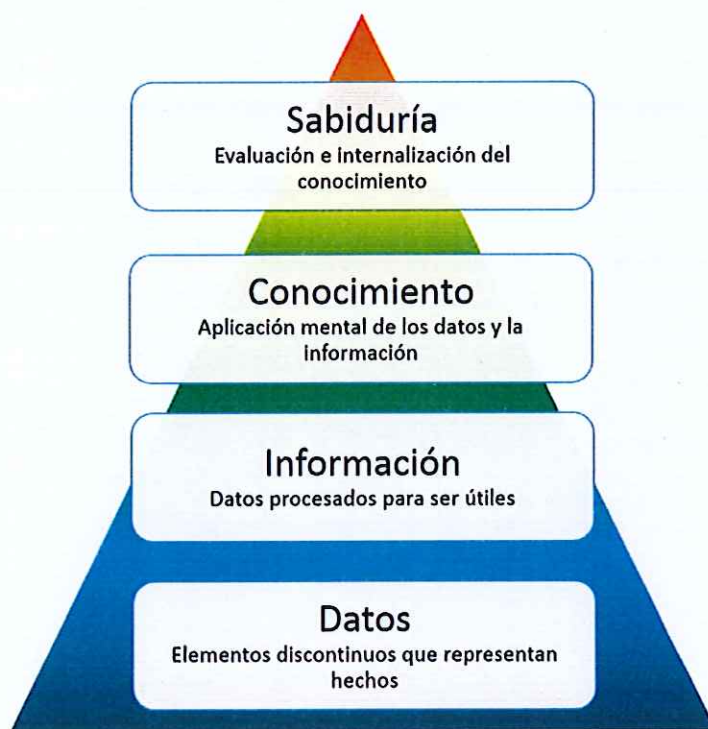 Sabiduría
Evaluación e internalización del
conocimiento
Conocimiento
Aplicación mental de los datos y la
información
Información
Datos procesados para ser útiles
Datos
Elementos discontinuos que representan
hechos